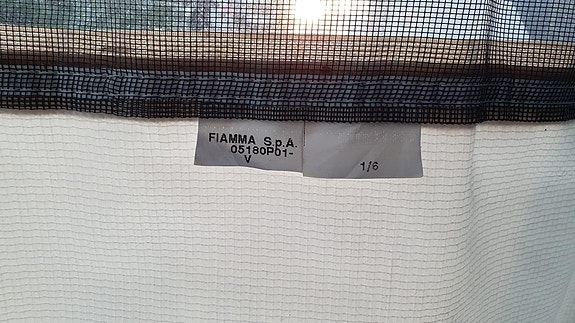 FIAMMA S.p.A.
05180P01-
V
1/6